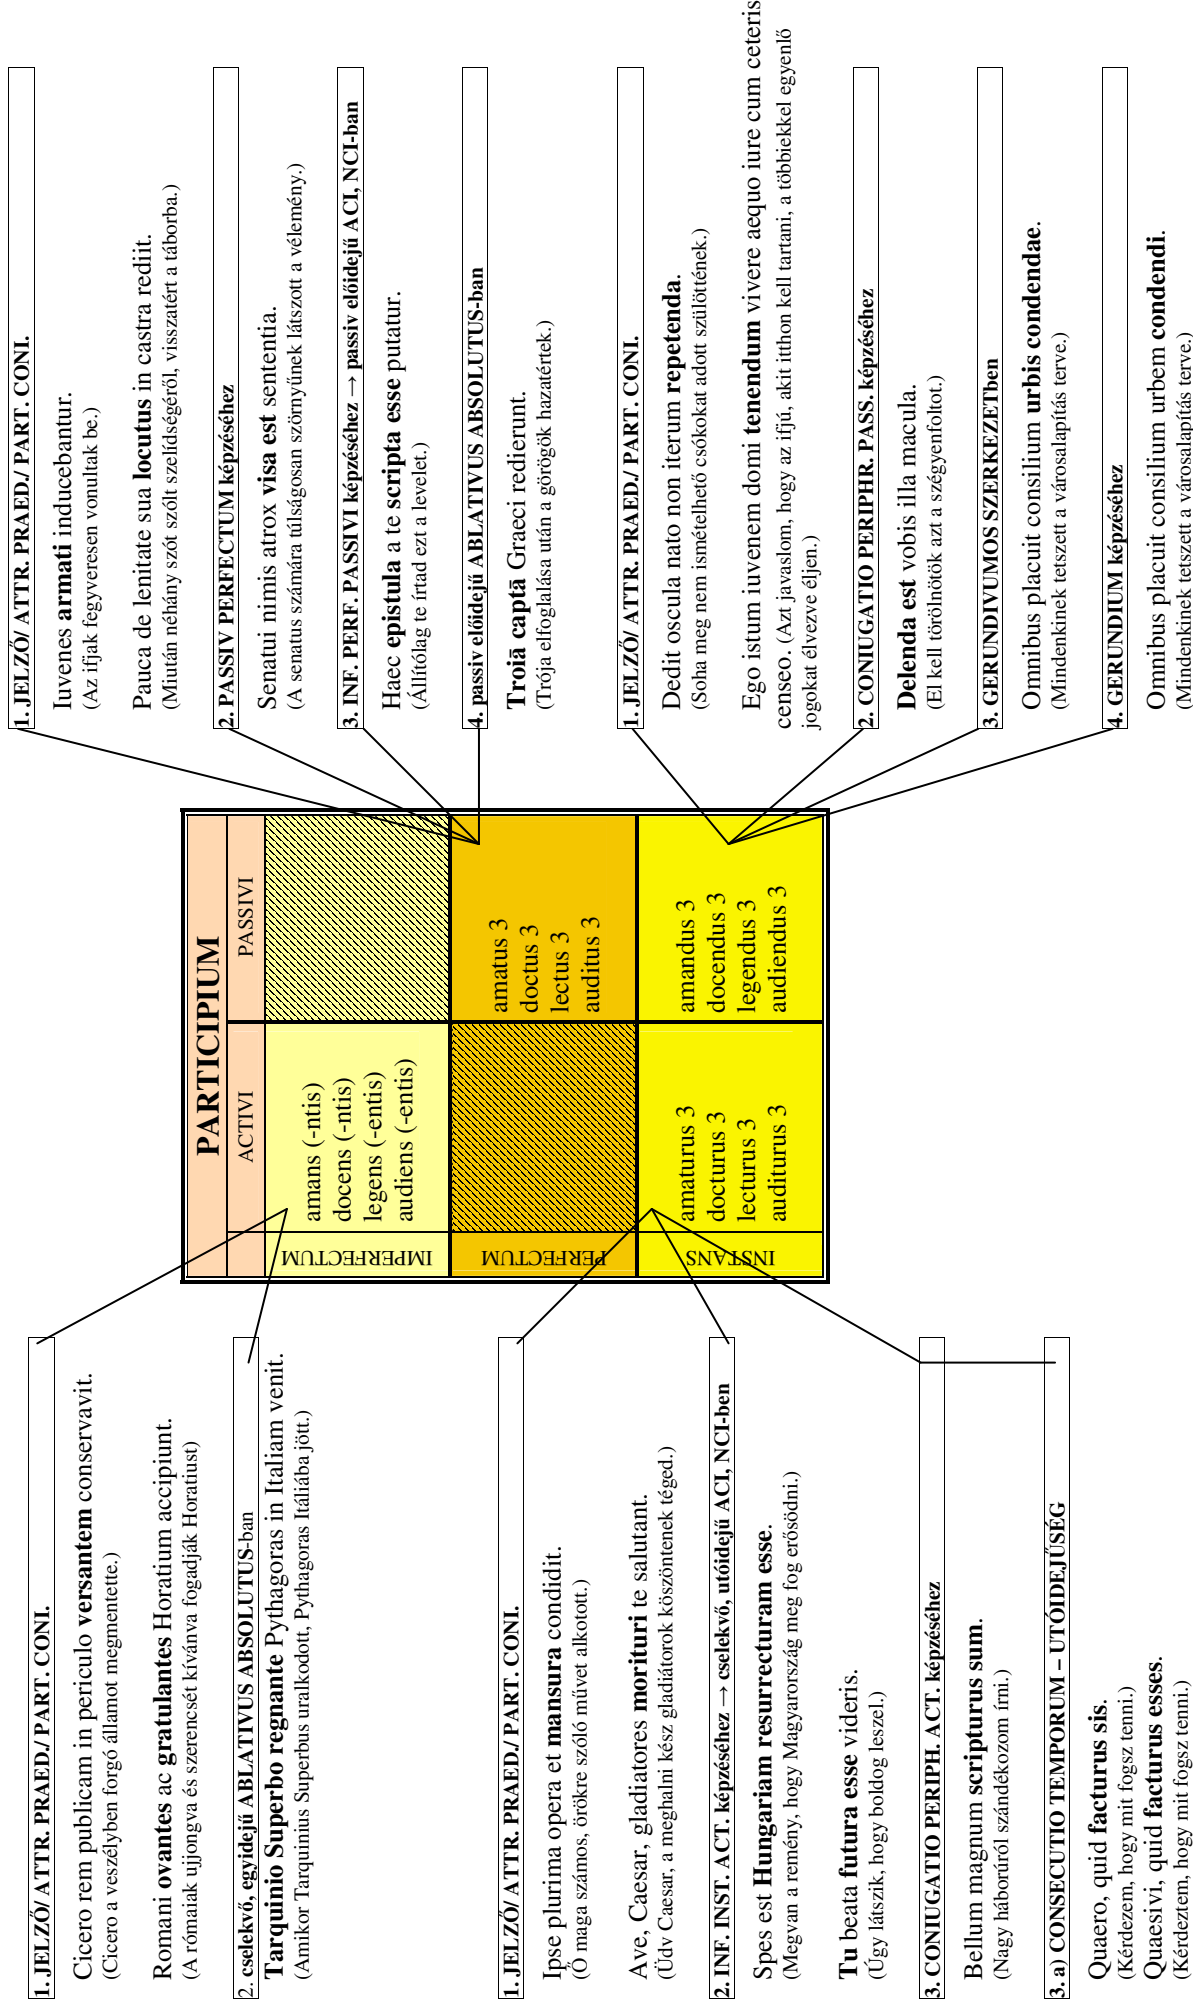 1. JELZŐ/ ATTR. PRAED./ PART. CONI.
Cicero rem publicam in periculo versantem conservavit.
(Cicero a veszélyben forgó államot megmentette.)
Romani ovantes ac gratulantes Horatium accipiunt.
(A rómaiak ujjongva és szerencsét kívánva fogadják Horatiust)
2. cselekvő, egyidejű ABLATIVUS ABSOLUTUS-ban
Tarquinio Superbo regnante Pythagoras in Italiam venit.
(Amikor Tarquinius Superbus uralkodott, Pythagoras Itáliába jött.)
1. JELZŐ/ ATTR. PRAED./ PART. CONI.
Ipse plurima opera et mansura condidit.
(Ő maga számos, örökre szóló művet alkotott.)
Ave, Caesar, gladiatores morituri te salutant.
(Üdv Caesar, a meghalni kész gladiátorok köszöntenek téged.)
2. INF. INST. ACT. képzéséhez → cselekvő, utóidejű ACI, NCI-ben
Spes est Hungariam resurrecturam esse.
(Megvan a remény, hogy Magyarország meg fog erősödni.)
Tu beata futura esse videris.
(Úgy látszik, hogy boldog leszel.)
3. CONIUGATIO PERIPH. ACT. képzéséhez
Bellum magnum scripturus sum.
(Nagy háborúról szándékozom írni.)
3. a) CONSECUTIO TEMPORUM – UTÓIDEJŰSÉG
Quaero, quid facturus sis.
(Kérdezem, hogy mit fogsz tenni.)
Quaesivi, quid facturus esses.
(Kérdeztem, hogy mit fogsz tenni.)
PARTICIPIUM
ACTIVI PASSIVI
IMPERFECTUM
amans (-ntis)
docens (-ntis)
legens (-entis)
audiens (-entis)
PERFECTUM
amatus 3
doctus 3
lectus 3
auditus 3
INSTANS
amaturus 3
docturus 3
lecturus 3
auditurus 3
amandus 3
docendus 3
legendus 3
audiendus 3
1. JELZŐ/ ATTR. PRAED./ PART. CONI.
Iuvenes armati inducebantur.
(Az ifjak fegyveresen vonultak be.)
Pauca de lenitate sua locutus in castra rediit.
(Miután néhány szót szólt szelídségéről, visszatért a táborba.)
2. PASSIV PERFECTUM képzéséhez
Senatui nimis atrox visa est sententia.
(A senatus számára túlságosan szörnyűnek látszott a vélemény.)
3. INF. PERF. PASSIVI képzéséhez → passiv előidejű ACI, NCI-ban
Haec epistula a te scripta esse putatur.
(Állítólag te írtad ezt a levelet.)
4. passiv előidejű ABLATIVUS ABSOLUTUS-ban
Troiā captā Graeci redierunt.
(Trója elfoglalása után a görögök hazatértek.)
1. JELZŐ/ ATTR. PRAED./ PART. CONI.
Dedit oscula nato non iterum repetenda.
(Soha meg nem ismételhető csókokat adott szülöttének.)
Ego istum iuvenem domi tenendum vivere aequo iure cum ceteris
censeo. (Azt javaslom, hogy az ifjú, akit itthon kell tartani, a többiekkel egyenlő
jogokat élvezve éljen.)
2. CONIUGATIO PERIPHR. PASS. képzéséhez
Delenda est vobis illa macula.
(El kell törölnötök azt a szégyenfoltot.)
3. GERUNDIVUMOS SZERKEZETben
Omnibus placuit consilium urbis condendae.
(Mindenkinek tetszett a városalapítás terve.)
4. GERUNDIUM képzéséhez
Omnibus placuit consilium urbem condendi.
(Mindenkinek tetszett a városalapítás terve.)